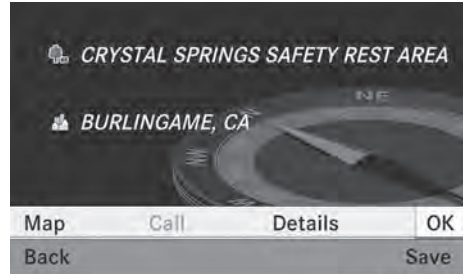 CRYSTAL SPRINGS SAFETY REST AREA
NE
BURLINGAME, CA
Map Call Details OK
Back Save